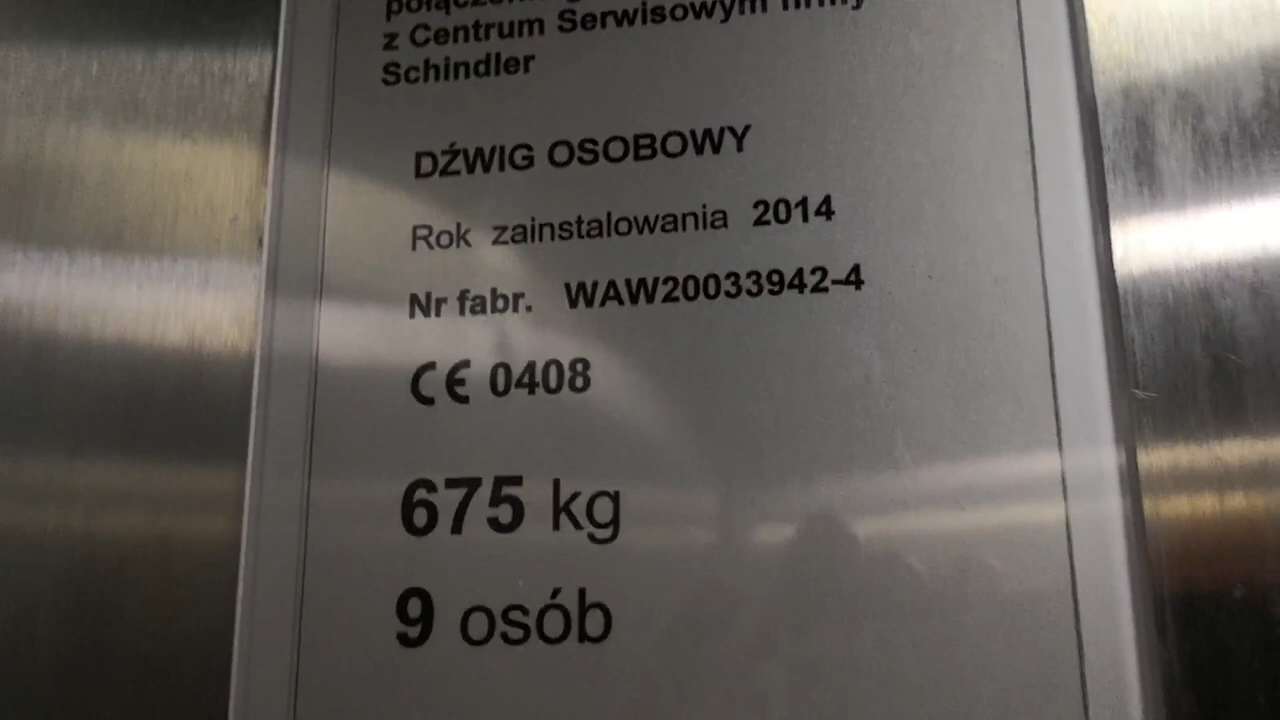 z Centrum Serwisowym firmy
Schindler
DŹWIG OSOBOWY
Rok zainstalowania 2014
Nr fabr. WAW20033942-4
CE 0408
675 kg
9 osób